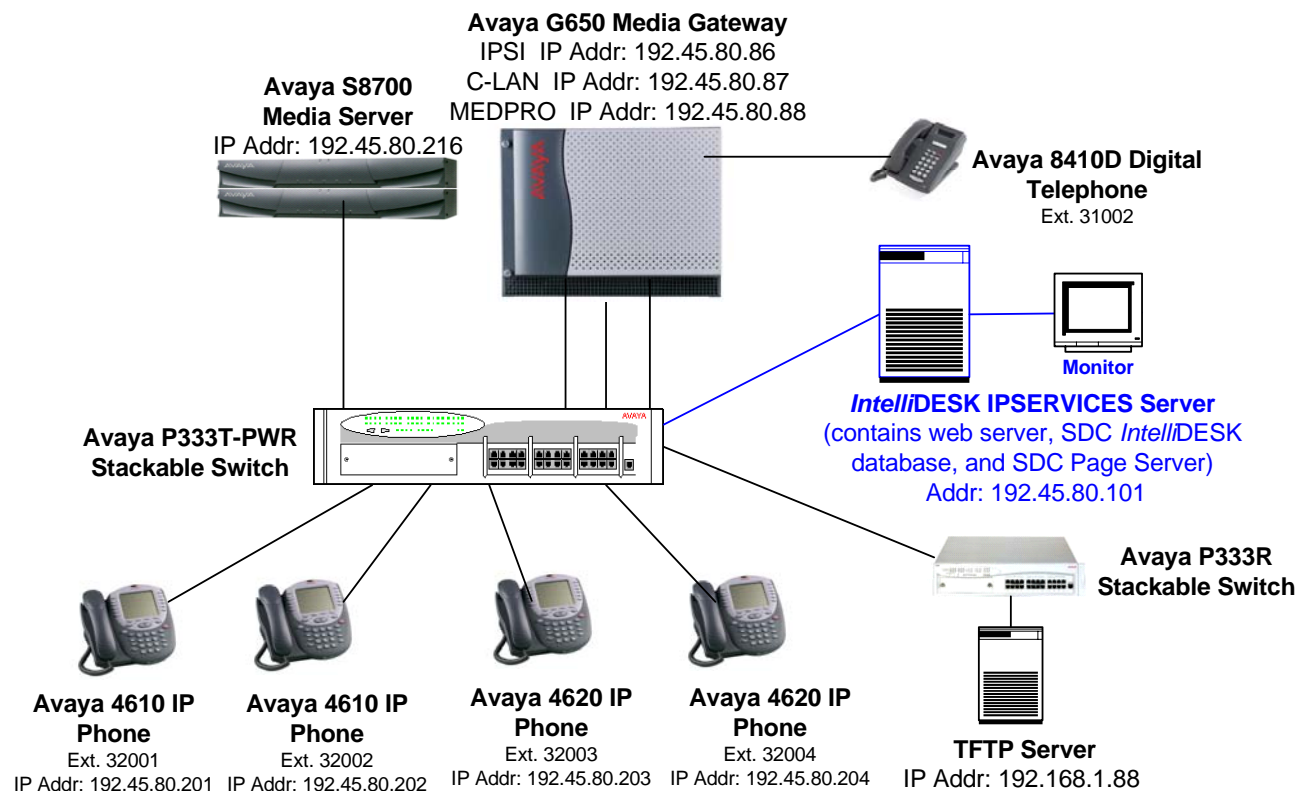 Avaya G650 Media Gateway
IPSI IP Addr: 192.45.80.86
C-LAN IP Addr: 192.45.80.87
MEDPRO IP Addr: 192.45.80.88
Avaya S8700
Media Server
IP Addr: 192.45.80.216
AVAYA
Avaya 8410D Digital
Telephone
Ext. 31002
Monitor
IntelliDESK IPSERVICES Server
(contains web server, SDC IntelliDESK
database, and SDC Page Server)
Addr: 192.45.80.101
AVAYA
Avaya P333T-PWR
Stackable Switch
Avaya P333R
Stackable Switch
Avaya 4610 IP
Phone
Ext. 32001
IP Addr: 192.45.80.201
Avaya 4610 IP
Phone
Ext. 32002
IP Addr: 192.45.80.202
Avaya 4620 IP
Phone
Ext. 32003
IP Addr: 192.45.80.203
Avaya 4620 IP
Phone
Ext. 32004
IP Addr: 192.45.80.204
TFTP Server
IP Addr: 192.168.1.88